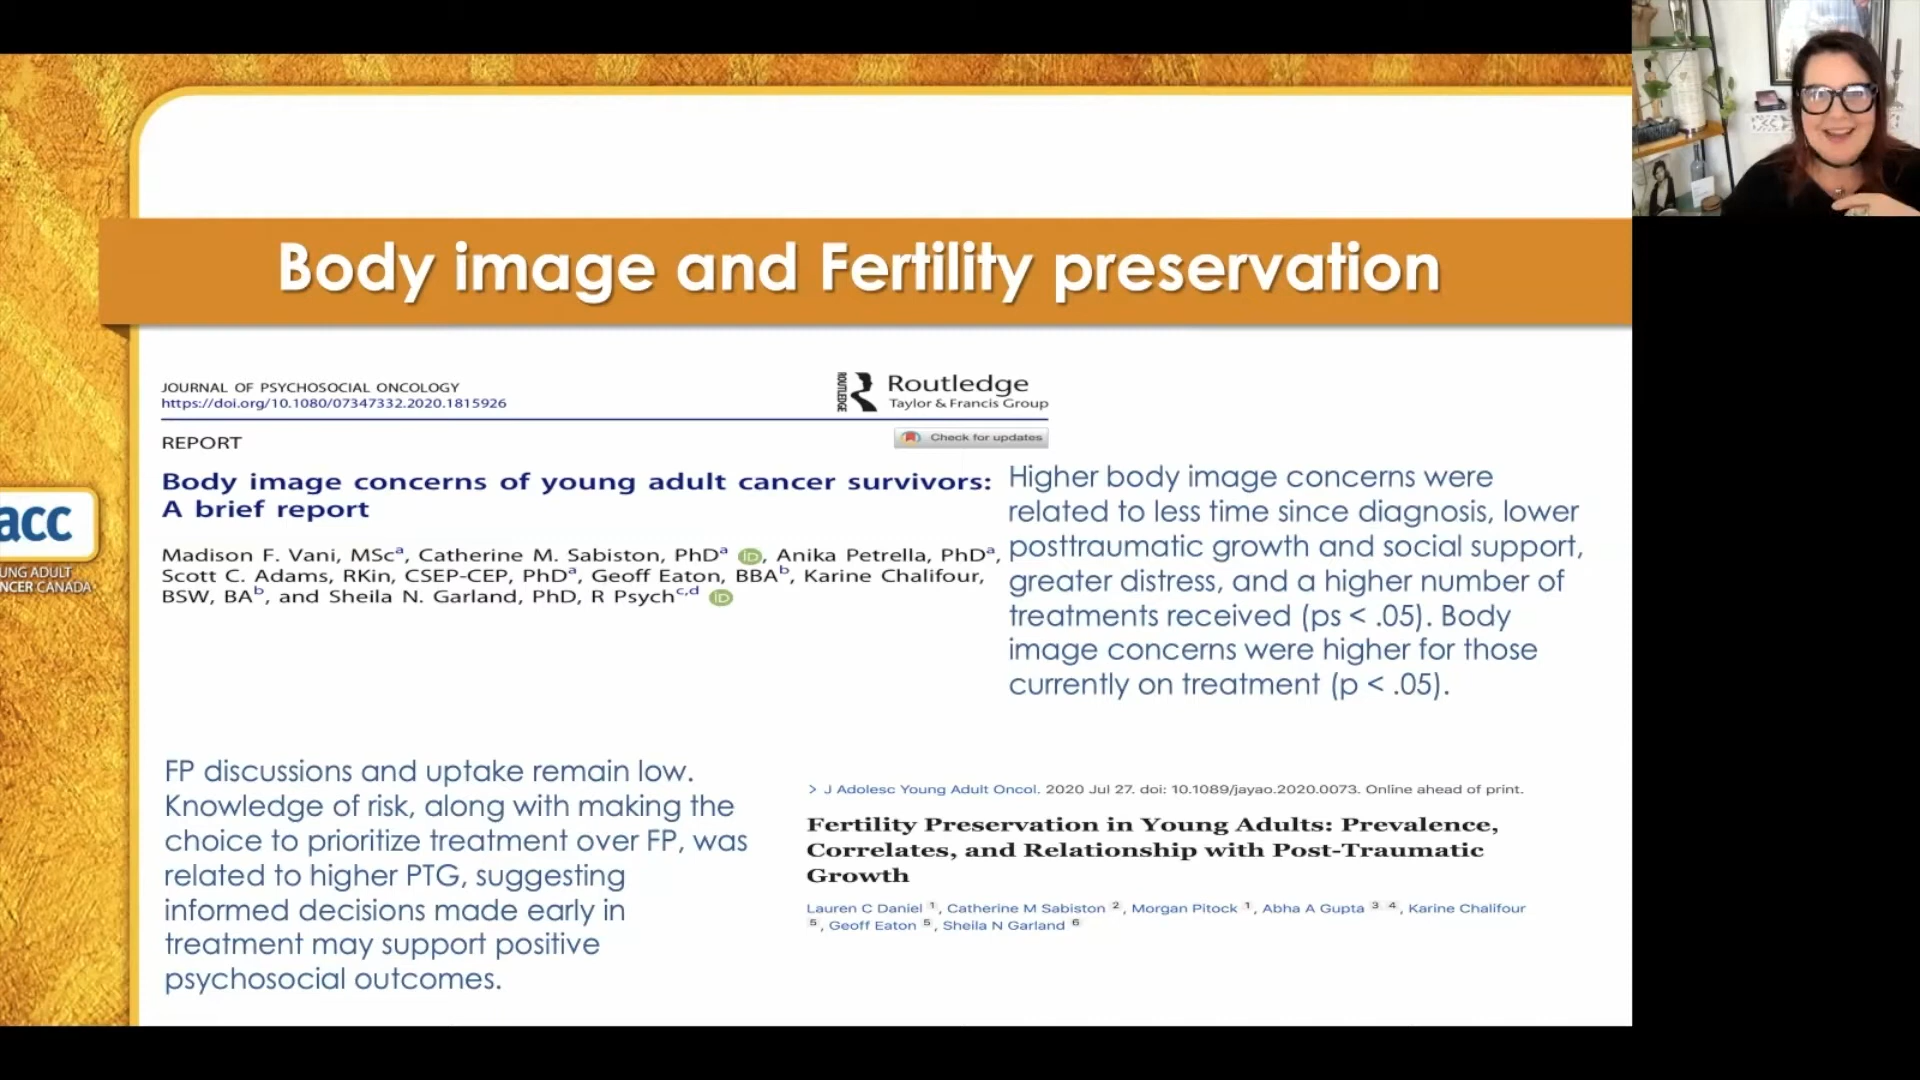 Body image and Fertility preservation
JOURNAL OF PSYCHOSOCIAL ONCOLOGY
https://doi.org/10.1080/07347332.2020.1815926
ROUTLEDGE
Routledge
Taylor & Francis Group
REPORT
Check for updates
Body image concerns of young adult cancer survivors:
A brief report
Madison F. Vani, MScᵃ, Catherine M. Sabiston, PhDᵃ iD, Anika Petrella, PhDᵃ,
Scott C. Adams, RKin, CSEP-CEP, PhDᵃ, Geoff Eaton, BBAᵇ, Karine Chalifour,
BSW, BAᵇ, and Sheila N. Garland, PhD, R Psychᶜ,ᵈ iD
Higher body image concerns were
related to less time since diagnosis, lower
posttraumatic growth and social support,
greater distress, and a higher number of
treatments received (ps < .05). Body
image concerns were higher for those
currently on treatment (p < .05).
acc
UNG ADULT
NCER CANADA
FP discussions and uptake remain low.
Knowledge of risk, along with making the
choice to prioritize treatment over FP, was
related to higher PTG, suggesting
informed decisions made early in
treatment may support positive
psychosocial outcomes.
> J Adolesc Young Adult Oncol. 2020 Jul 27. doi: 10.1089/jayao.2020.0073. Online ahead of print.
Fertility Preservation in Young Adults: Prevalence,
Correlates, and Relationship with Post-Traumatic
Growth
Lauren C Daniel 1, Catherine M Sabiston 2, Morgan Pitock 1, Abha A Gupta 3 4, Karine Chalifour
5, Geoff Eaton 5, Sheila N Garland 6